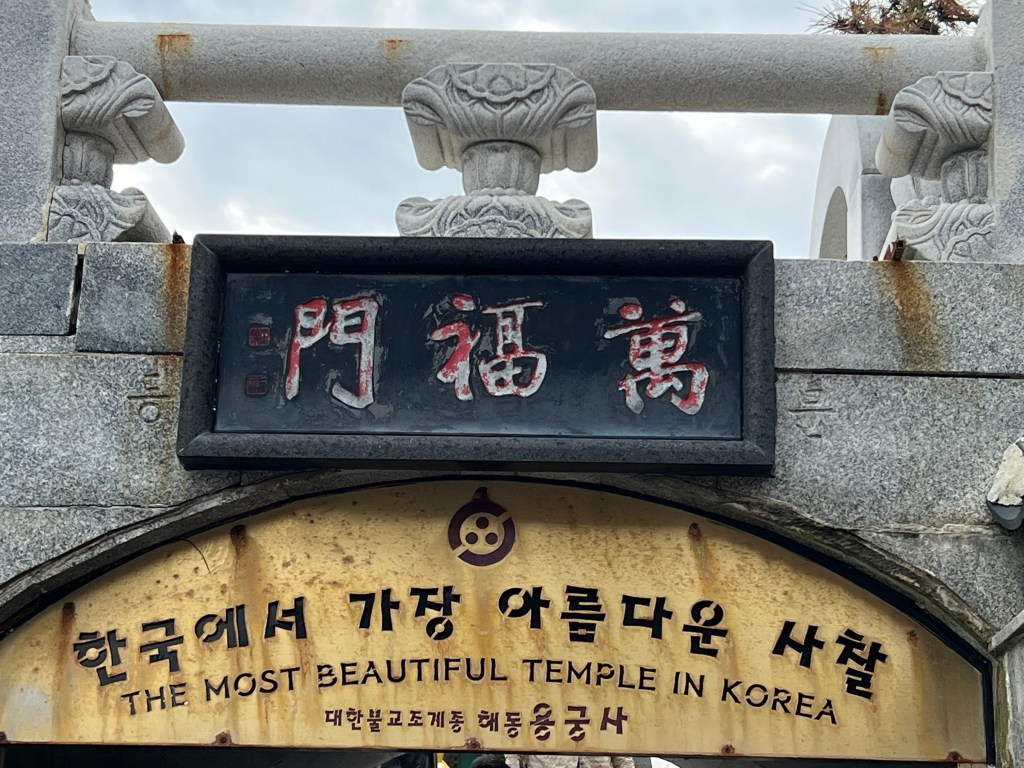 門福萬
한국에서 가장 아름다운 사찰
THE MOST BEAUTIFUL TEMPLE IN KOREA
대한불교조계종 해동용궁사